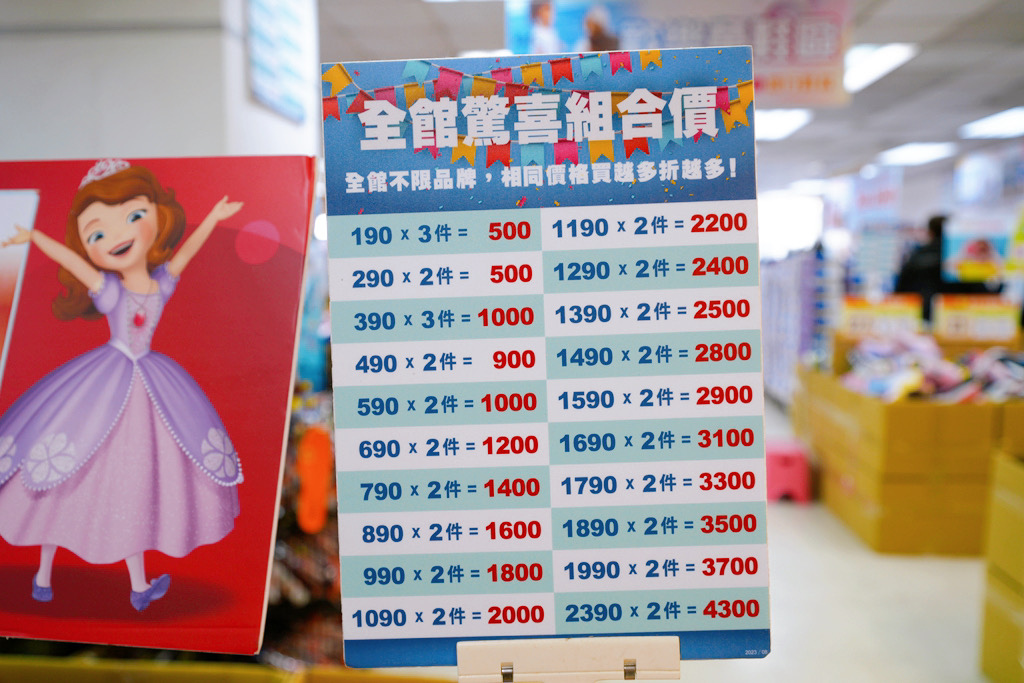 全館驚喜組合價
全館不限品牌，相同價格買越多折越多！
190 x 3件 = 500
290 x 2件 = 500
390 x 3件 = 1000
490 x 2件 = 900
590 x 2件 = 1000
690 x 2件 = 1200
790 x 2件 = 1400
890 x 2件 = 1600
990 x 2件 = 1800
1090 x 2件 = 2000
1190 x 2件 = 2200
1290 x 2件 = 2400
1390 x 2件 = 2500
1490 x 2件 = 2800
1590 x 2件 = 2900
1690 x 2件 = 3100
1790 x 2件 = 3300
1890 x 2件 = 3500
1990 x 2件 = 3700
2390 x 2件 = 4300